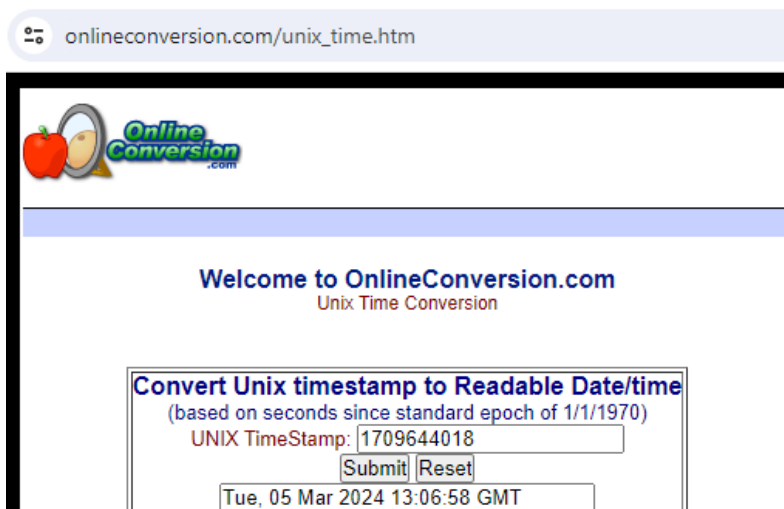 onlineconversion.com/unix_time.htm
Online
Conversion
.com
Welcome to OnlineConversion.com
Unix Time Conversion
Convert Unix timestamp to Readable Date/time
(based on seconds since standard epoch of 1/1/1970)
UNIX TimeStamp: 1709644018
Submit Reset
Tue, 05 Mar 2024 13:06:58 GMT